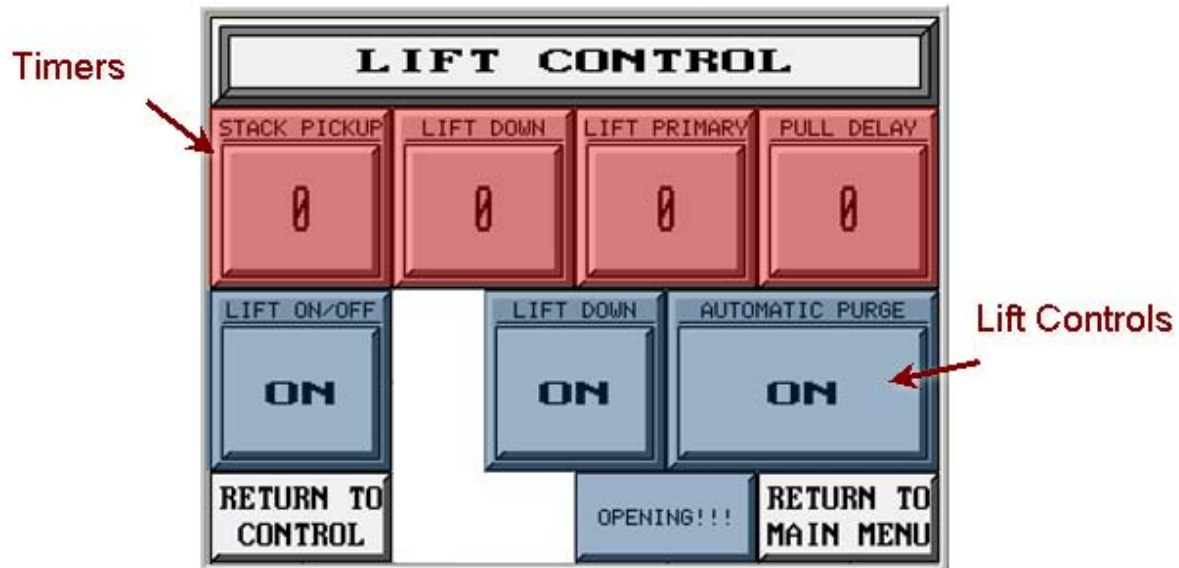 LIFT CONTROL
Timers
STACK PICKUP LIFT DOWN LIFT PRIMARY PULL DELAY
0 0 0 0
LIFT ON/OFF LIFT DOWN AUTOMATIC PURGE
Lift Controls
ON ON ON
RETURN TO
CONTROL
OPENING!!!
RETURN TO
MAIN MENU